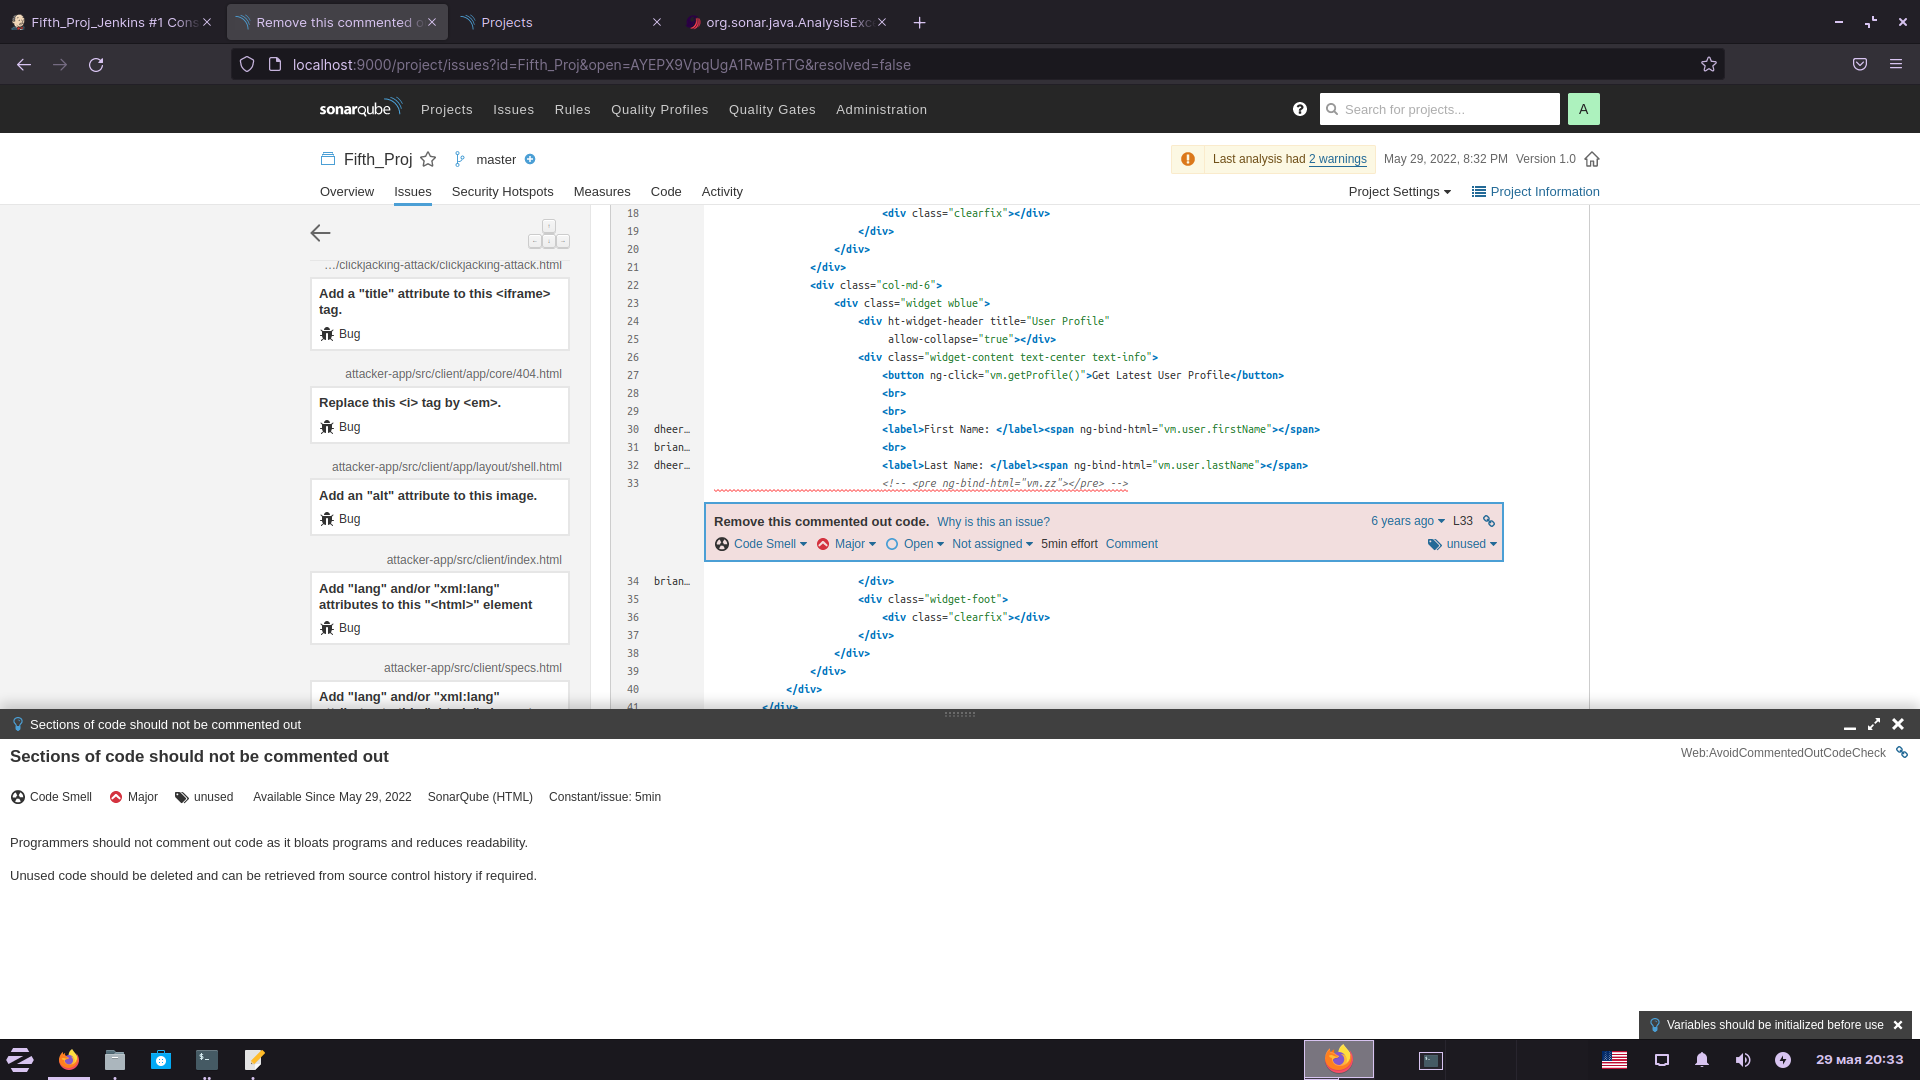 Fifth_Proj_Jenkins #1 Cons
Remove this commented o
Projects
org.sonar.java.AnalysisExc
localhost:9000/project/issues?id=Fifth_Proj&open=AYEPX9VpqUgA1RwBTrTG&resolved=false
sonarqube Projects Issues Rules Quality Profiles Quality Gates Administration
Search for projects... A
Fifth_Proj master
Last analysis had 2 warnings May 29, 2022, 8:32 PM Version 1.0
Overview Issues Security Hotspots Measures Code Activity
Project Settings Project Information
…/clickjacking-attack/clickjacking-attack.html
Add a "title" attribute to this <iframe>
tag.
Bug
attacker-app/src/client/app/core/404.html
Replace this <i> tag by <em>.
Bug
attacker-app/src/client/app/layout/shell.html
Add an "alt" attribute to this image.
Bug
attacker-app/src/client/index.html
Add "lang" and/or "xml:lang"
attributes to this "<html>" element
Bug
attacker-app/src/client/specs.html
Add "lang" and/or "xml:lang"
18 <div class="clearfix"></div>
19 </div>
20 </div>
21 </div>
22 <div class="col-md-6">
23 <div class="widget wblue">
24 <div ht-widget-header title="User Profile"
25 allow-collapse="true"></div>
26 <div class="widget-content text-center text-info">
27 <button ng-click="vm.getProfile()">Get Latest User Profile</button>
28 <br>
29 <br>
30 dheer… <label>First Name: </label><span ng-bind-html="vm.user.firstName"></span>
31 brian… <br>
32 dheer… <label>Last Name: </label><span ng-bind-html="vm.user.lastName"></span>
33 <!-- <pre ng-bind-html="vm.zz"></pre> -->
Remove this commented out code. Why is this an issue? 6 years ago L33
Code Smell Major Open Not assigned 5min effort Comment unused
34 brian… </div>
35 <div class="widget-foot">
36 <div class="clearfix"></div>
37 </div>
38 </div>
39 </div>
40 </div>
41 </div>
Sections of code should not be commented out
Sections of code should not be commented out
Web:AvoidCommentedOutCodeCheck
Code Smell Major unused Available Since May 29, 2022 SonarQube (HTML) Constant/issue: 5min
Programmers should not comment out code as it bloats programs and reduces readability.
Unused code should be deleted and can be retrieved from source control history if required.
Variables should be initialized before use
29 мая 20:33